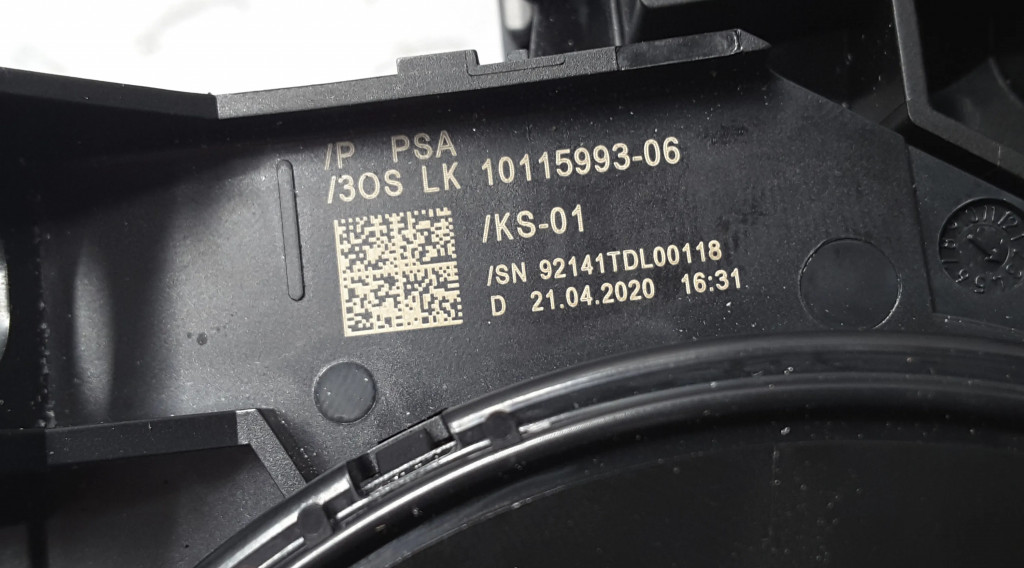 /P PSA
/3OS LK 10115993-06
/KS-01
/SN 92141TDL00118
D 21.04.2020 16:31